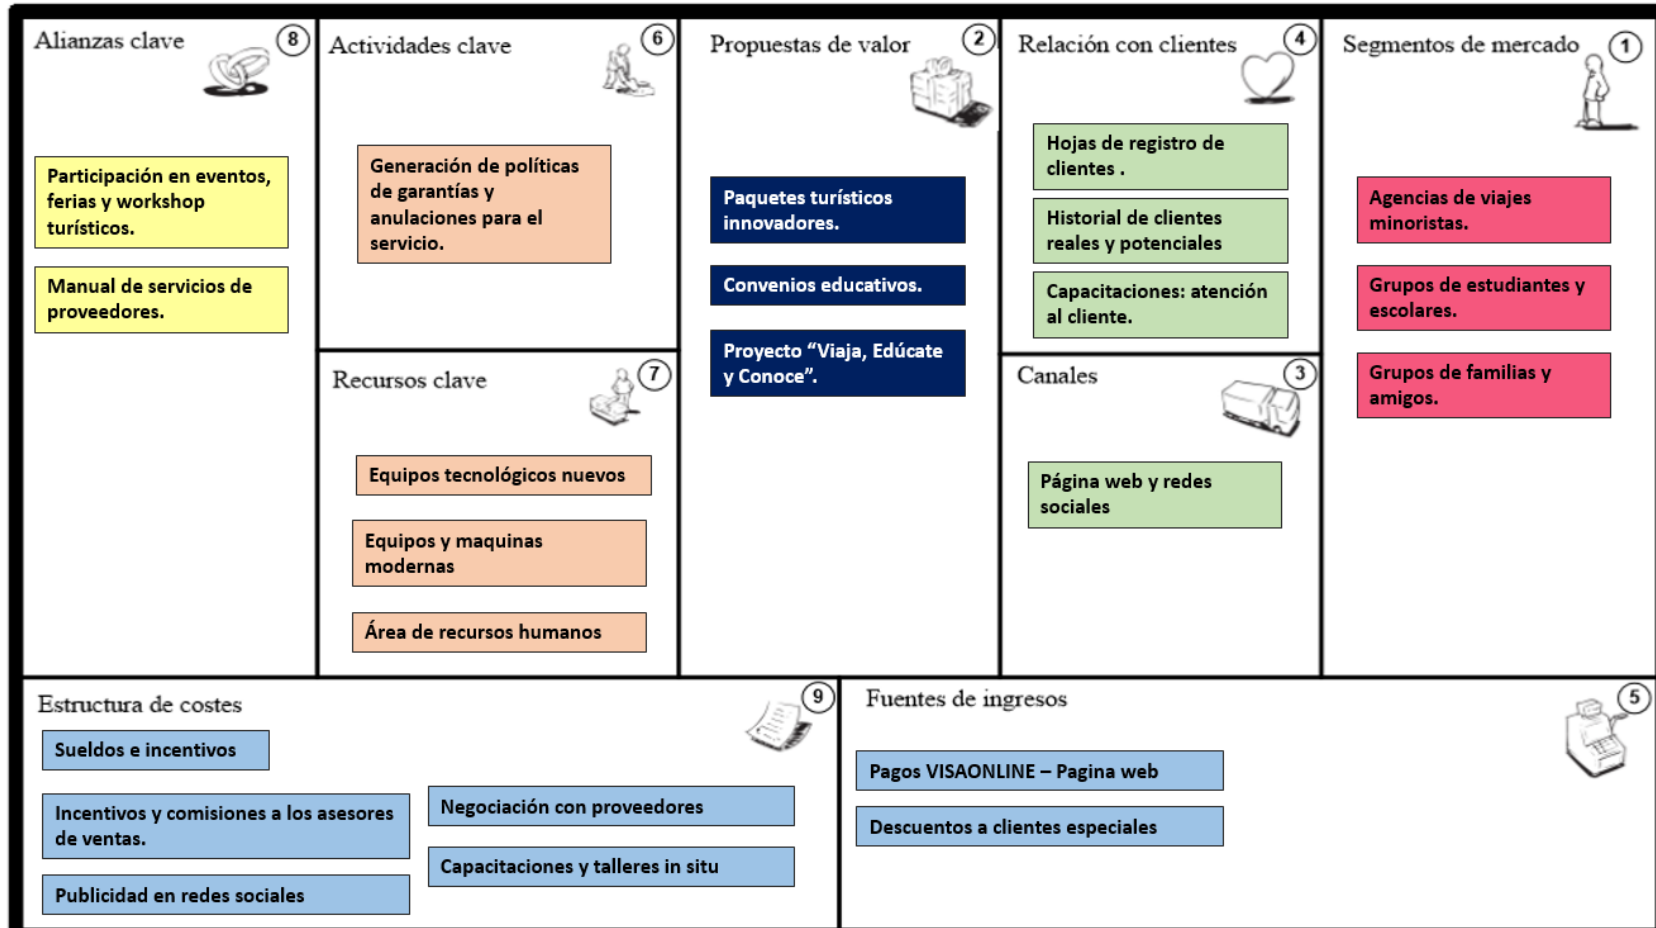 Alianzas clave
8
Participación en eventos,
ferias y workshop
turísticos.
Manual de servicios de
proveedores.
Actividades clave
6
Generación de políticas
de garantías y
anulaciones para el
servicio.
Recursos clave
7
Equipos tecnológicos nuevos
Equipos y maquinas
modernas
Área de recursos humanos
Propuestas de valor
2
Paquetes turísticos
innovadores.
Convenios educativos.
Proyecto “Viaja, Edúcate
y Conoce”.
Relación con clientes
4
Hojas de registro de
clientes .
Historial de clientes
reales y potenciales
Capacitaciones: atención
al cliente.
Canales
3
Página web y redes
sociales
Segmentos de mercado
1
Agencias de viajes
minoristas.
Grupos de estudiantes y
escolares.
Grupos de familias y
amigos.
Estructura de costes
9
Sueldos e incentivos
Incentivos y comisiones a los asesores
de ventas.
Publicidad en redes sociales
Negociación con proveedores
Capacitaciones y talleres in situ
Fuentes de ingresos
5
Pagos VISAONLINE – Pagina web
Descuentos a clientes especiales